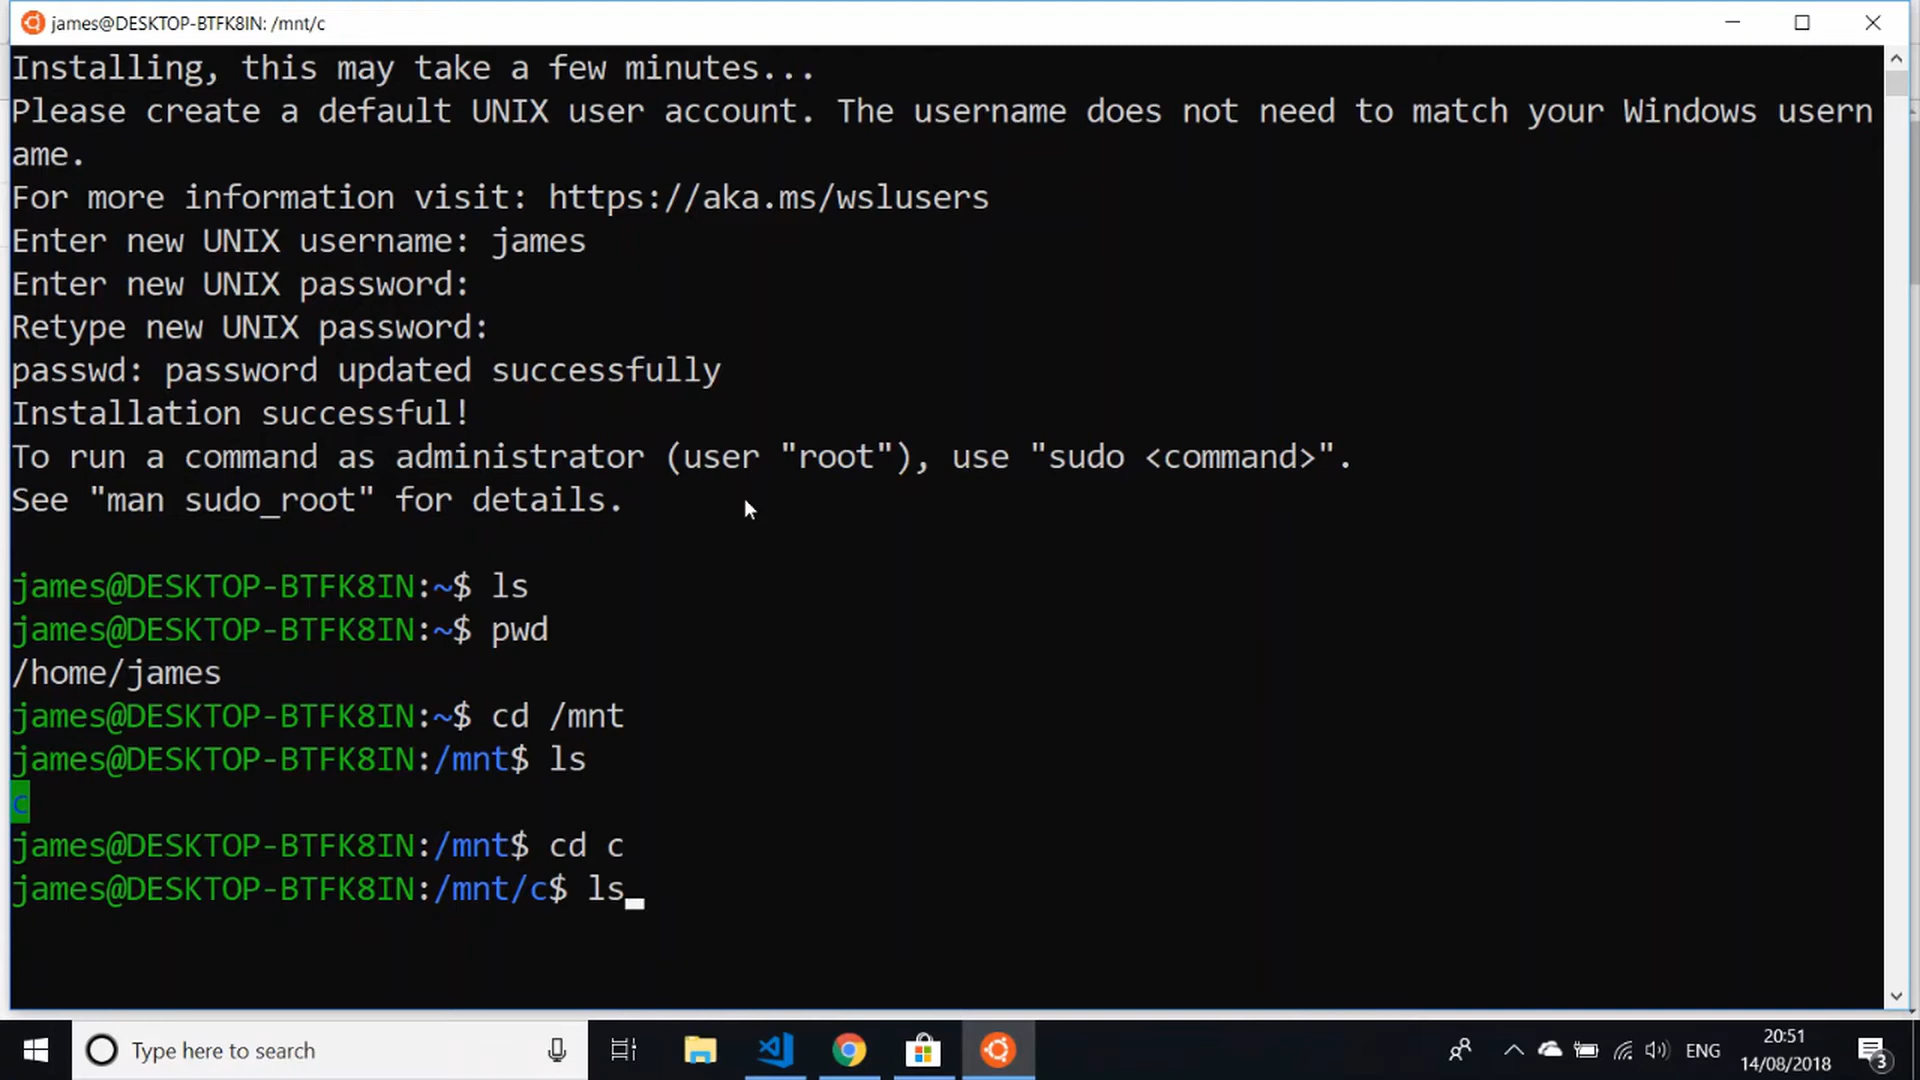 james@DESKTOP-BTFK8IN: /mnt/c
Installing, this may take a few minutes...
Please create a default UNIX user account. The username does not need to match your Windows usern
ame.
For more information visit: https://aka.ms/wslusers
Enter new UNIX username: james
Enter new UNIX password:
Retype new UNIX password:
passwd: password updated successfully
Installation successful!
To run a command as administrator (user "root"), use "sudo <command>".
See "man sudo_root" for details.
james@DESKTOP-BTFK8IN:~$ ls
james@DESKTOP-BTFK8IN:~$ pwd
/home/james
james@DESKTOP-BTFK8IN:~$ cd /mnt
james@DESKTOP-BTFK8IN:/mnt$ ls
c
james@DESKTOP-BTFK8IN:/mnt$ cd c
james@DESKTOP-BTFK8IN:/mnt/c$ ls
Type here to search
ENG
20:51
14/08/2018
3